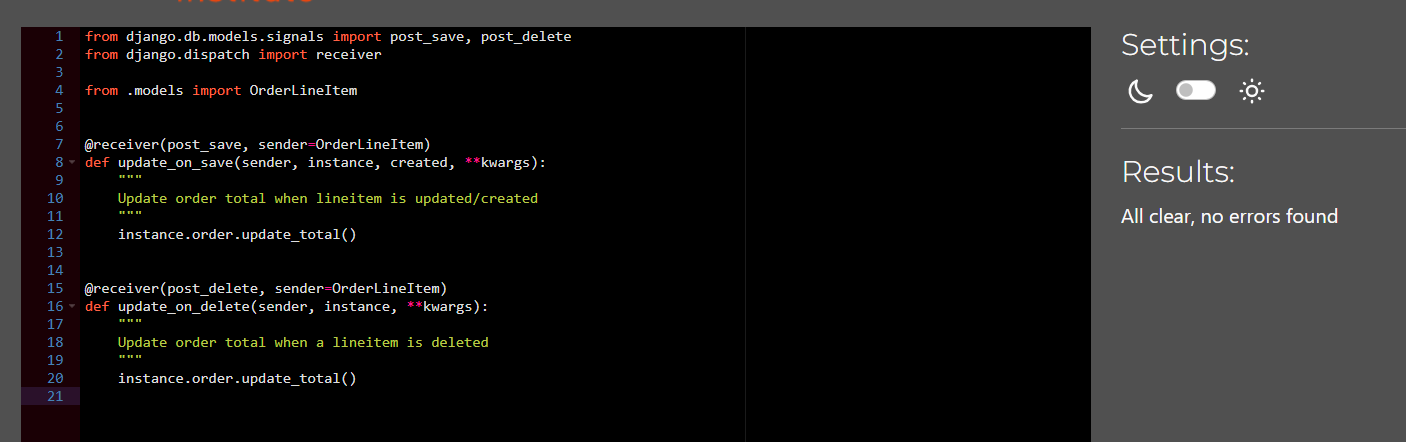 Institute
1 from django.db.models.signals import post_save, post_delete
2 from django.dispatch import receiver
3
4 from .models import OrderLineItem
5
6
7 @receiver(post_save, sender=OrderLineItem)
8 def update_on_save(sender, instance, created, **kwargs):
9     """
10     Update order total when lineitem is updated/created
11     """
12     instance.order.update_total()
13
14
15 @receiver(post_delete, sender=OrderLineItem)
16 def update_on_delete(sender, instance, **kwargs):
17     """
18     Update order total when a lineitem is deleted
19     """
20     instance.order.update_total()
21
Settings:
Results:
All clear, no errors found